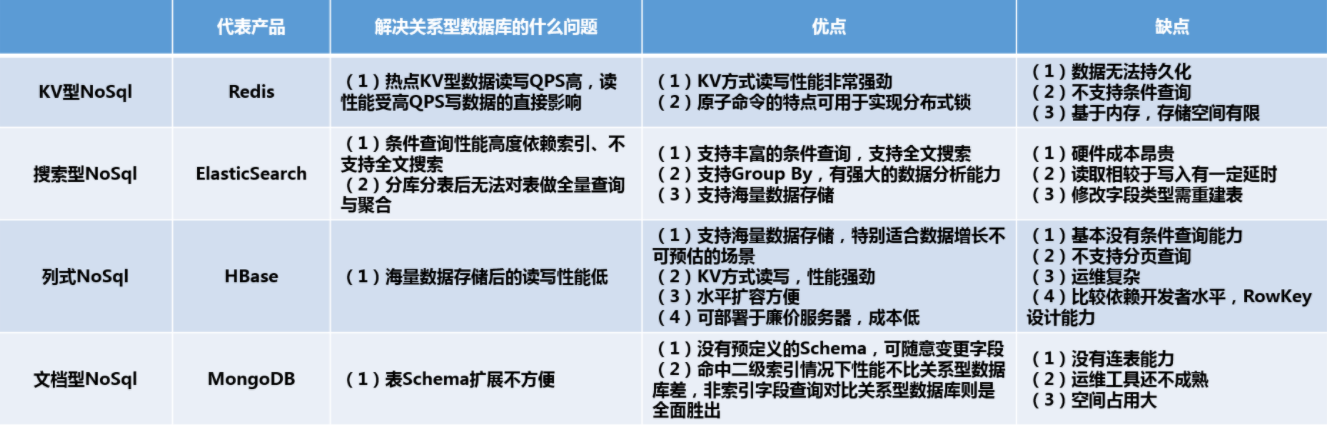 代表产品
解决关系型数据库的什么问题
优点
缺点
KV型NoSql
Redis
（1）热点KV型数据读写QPS高，读
性能受高QPS写数据的直接影响
（1）KV方式读写性能非常强劲
（2）原子命令的特点可用于实现分布式锁
（1）数据无法持久化
（2）不支持条件查询
（3）基于内存，存储空间有限
搜索型NoSql
ElasticSearch
（1）条件查询性能高度依赖索引、不
支持全文搜索
（2）分库分表后无法对表做全量查询
与聚合
（1）支持丰富的条件查询，支持全文搜索
（2）支持Group By，有强大的数据分析能力
（3）支持海量数据存储
（1）硬件成本昂贵
（2）读取相较于写入有一定延时
（3）修改字段类型需重建表
列式NoSql
HBase
（1）海量数据存储后的读写性能低
（1）支持海量数据存储，特别适合数据增长不
可预估的场景
（2）KV方式读写，性能强劲
（3）水平扩容方便
（4）可部署于廉价服务器，成本低
（1）基本没有条件查询能力
（2）不支持分页查询
（3）运维复杂
（4）比较依赖开发者水平，RowKey
设计能力
文档型NoSql
MongoDB
（1）表Schema扩展不方便
（1）没有预定义的Schema，可随意变更字段
（2）命中二级索引情况下性能不比关系型数据
库差，非索引字段查询对比关系型数据库则是
全面胜出
（1）没有连表能力
（2）运维工具还不成熟
（3）空间占用大